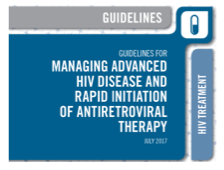 GUIDELINES
GUIDELINES FOR
MANAGING ADVANCED
HIV DISEASE AND
RAPID INITIATION
OF ANTIRETROVIRAL
THERAPY
JULY 2017
HIV TREATMENT